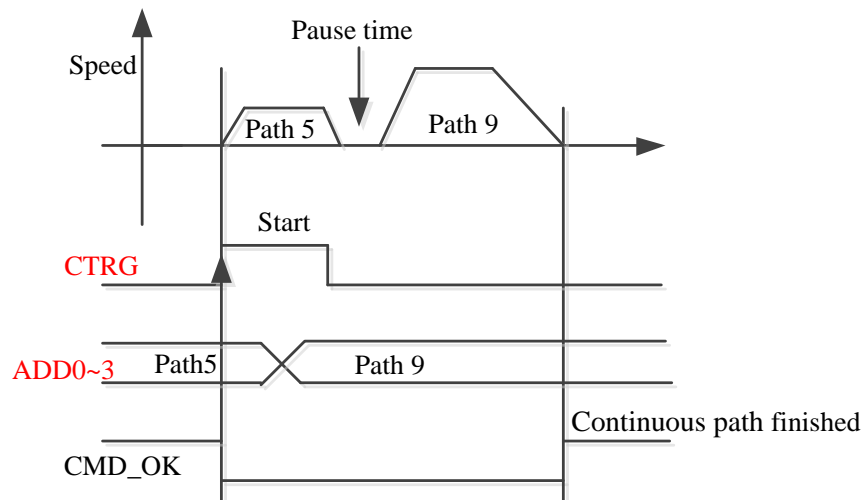 Pause time
Speed
Path 5
Path 9
Start
CTRG
Path5
Path 9
ADD0~3
Continuous path finished
CMD_OK